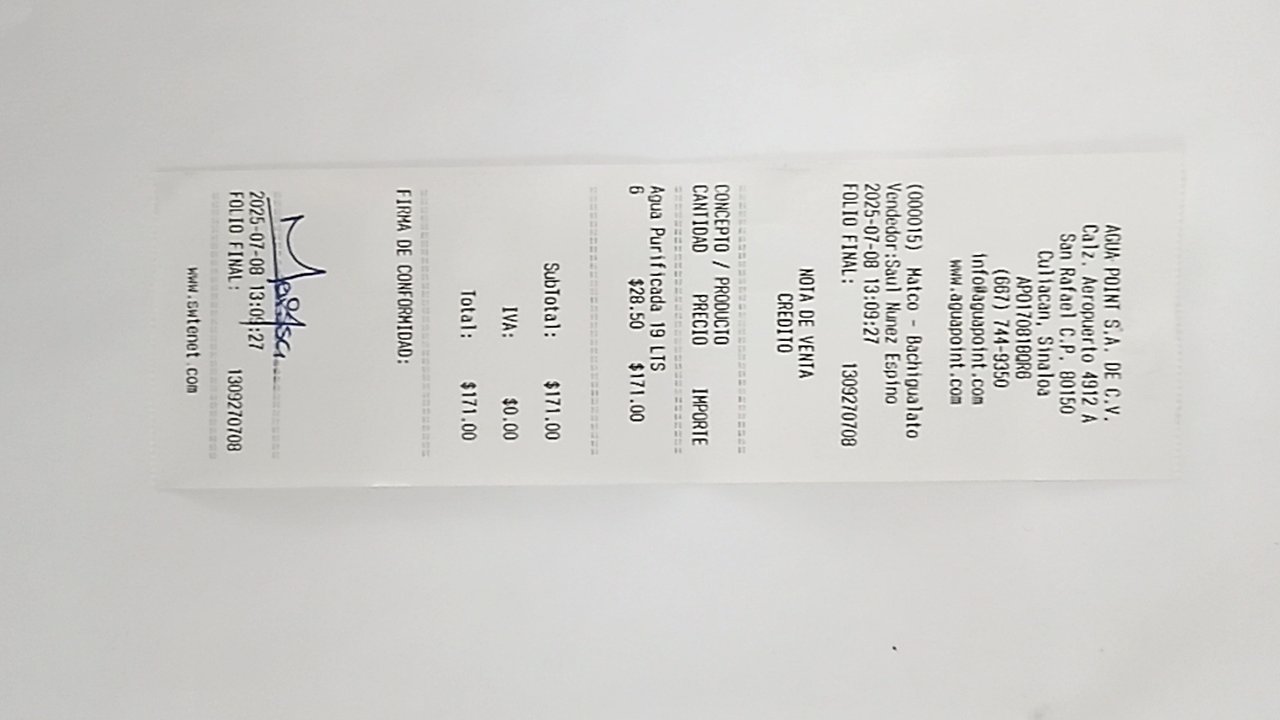 AGUA POINT S.A. DE C.V.
Calz. Aeropuerto 4912 A
San Rafael C.P. 80150
Culiacan, Sinaloa
APO170818QR6
(667) 744-9350
info@aguapoint.com
www.aguapoint.com
(000015) Matco - Bachigualato
Vendedor:Saul Nunez Espino
2025-07-08 13:09:27
FOLIO FINAL: 1309270708
NOTA DE VENTA
CREDITO
CONCEPTO / PRODUCTO
CANTIDAD PRECIO IMPORTE
Agua Purificada 19 LTS
6 $28.50 $171.00
SubTotal: $171.00
IVA: $0.00
Total: $171.00
FIRMA DE CONFORMIDAD:
2025-07-08 13:09:27
FOLIO FINAL: 1309270708
www.swtenet.com